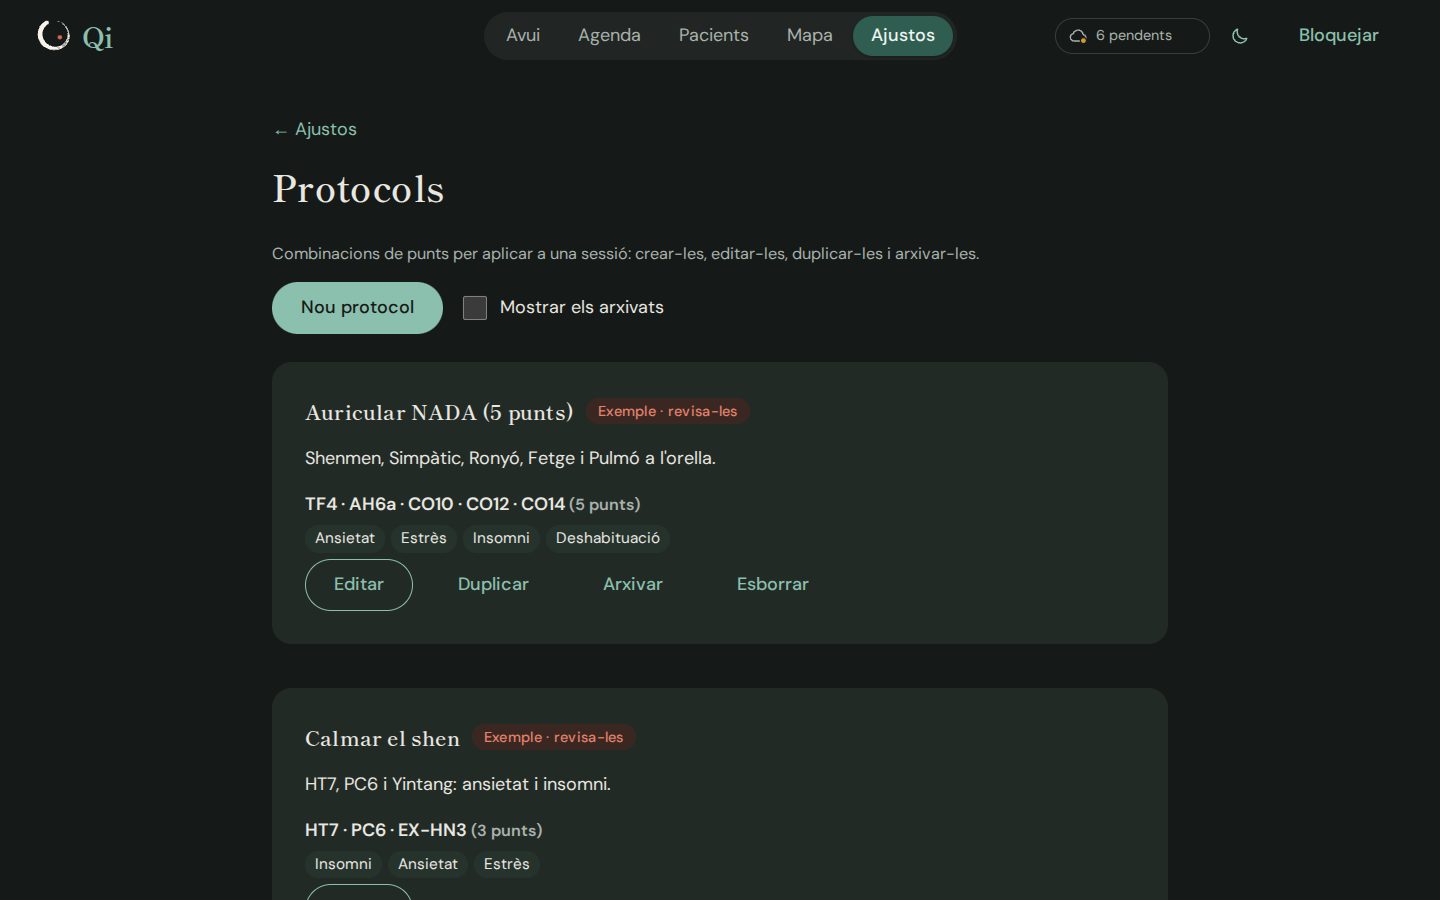 Qi
Avui Agenda Pacients Mapa Ajustos
6 pendents
Bloquejar
← Ajustos
Protocols
Combinacions de punts per aplicar a una sessió: crear-les, editar-les, duplicar-les i arxivar-les.
Nou protocol Mostrar els arxivats
Auricular NADA (5 punts) Exemple · revisa-les
Shenmen, Simpàtic, Ronyó, Fetge i Pulmó a l'orella.
TF4 · AH6a · CO10 · CO12 · CO14 (5 punts)
Ansietat Estrès Insomni Deshabituació
Editar Duplicar Arxivar Esborrar
Calmar el shen Exemple · revisa-les
HT7, PC6 i Yintang: ansietat i insomni.
HT7 · PC6 · EX-HN3 (3 punts)
Insomni Ansietat Estrès